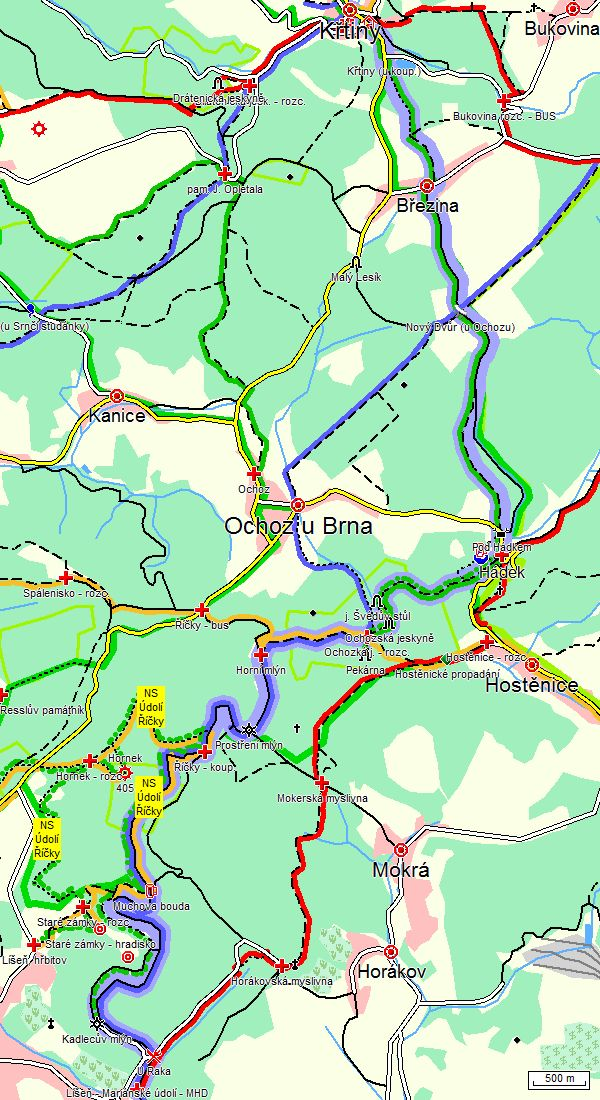 Křtiny
Bukovina
Křtiny (u koup.)
Drátenická jeskyně
k. - rozc.
Bukovina rozc. - BUS
pam. J. Opletala
Březina
Malý Lesík
(u Srnčí studánky)
Nový Dvůr (u Ochozu)
Kanice
Ochoz
Ochoz u Brna
Pod Hádkem
Hádek
Spálenisko - rozc.
j. Švédův stůl
Říčky - bus
Ochozská jeskyně
Ochozská j. - rozc.
Hostěnice - rozc.
Horní mlýn
Pekárna
Hostěnické propadání
Hostěnice
Resslův památník
NS
Údolí
Říčky
Prostřední mlýn
Hornek
Říčky - koup.
Hornek - rozc.
405
NS
Údolí
Říčky
Mokerská myslivna
NS
Údolí
Říčky
Mokrá
Muchova bouda
Staré zámky - rozc.
Staré zámky - hradisko
Líšeň hřbitov
Horákov
Horákovská myslivna
Kadlecův mlýn
U Raka
Líšeň - Mariánské údolí - MHD
500 m